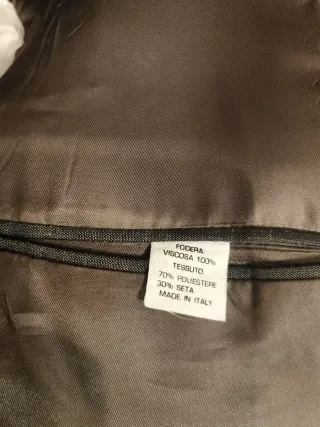 FODERA:
VISCOSA 100%
TESSUTO:
70% POLIESTERE
30% SETA
MADE IN ITALY